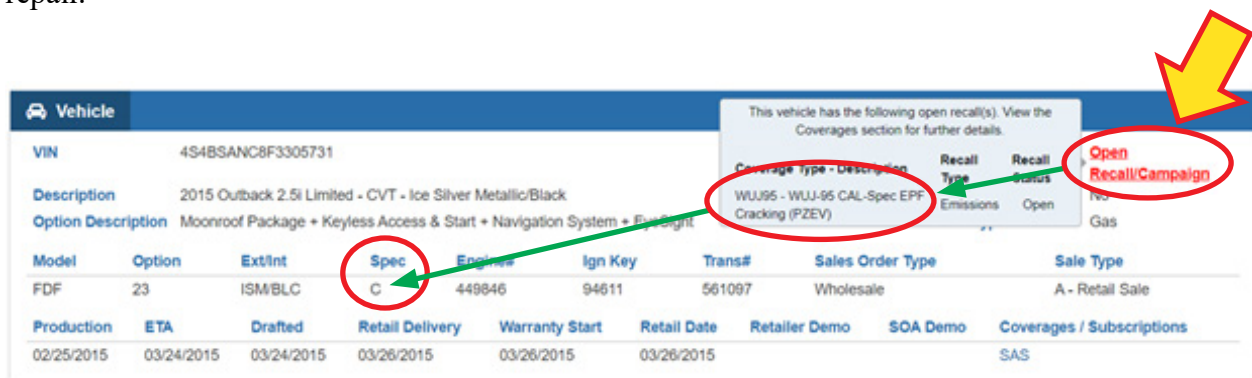 repair.
Vehicle
This vehicle has the following open recall(s). View the
Coverages section for further details.
Coverage Type - Description Recall Type Recall Status
WUJ95 - WUJ-95 CAL-Spec EPF Cracking (PZEV) Emissions Open
VIN 4S4BSANC8F3305731
Open Recall/Campaign
Description 2015 Outback 2.5i Limited - CVT - Ice Silver Metallic/Black No
Option Description Moonroof Package + Keyless Access & Start + Navigation System + EyeSight Gas
Model Option Ext/Int Spec Engine# Ign Key Trans# Sales Order Type Sale Type
FDF 23 ISM/BLC C 449846 94611 561097 Wholesale A - Retail Sale
Production ETA Drafted Retail Delivery Warranty Start Retail Date Retailer Demo SOA Demo Coverages / Subscriptions
02/25/2015 03/24/2015 03/24/2015 03/26/2015 03/26/2015 03/26/2015 SAS